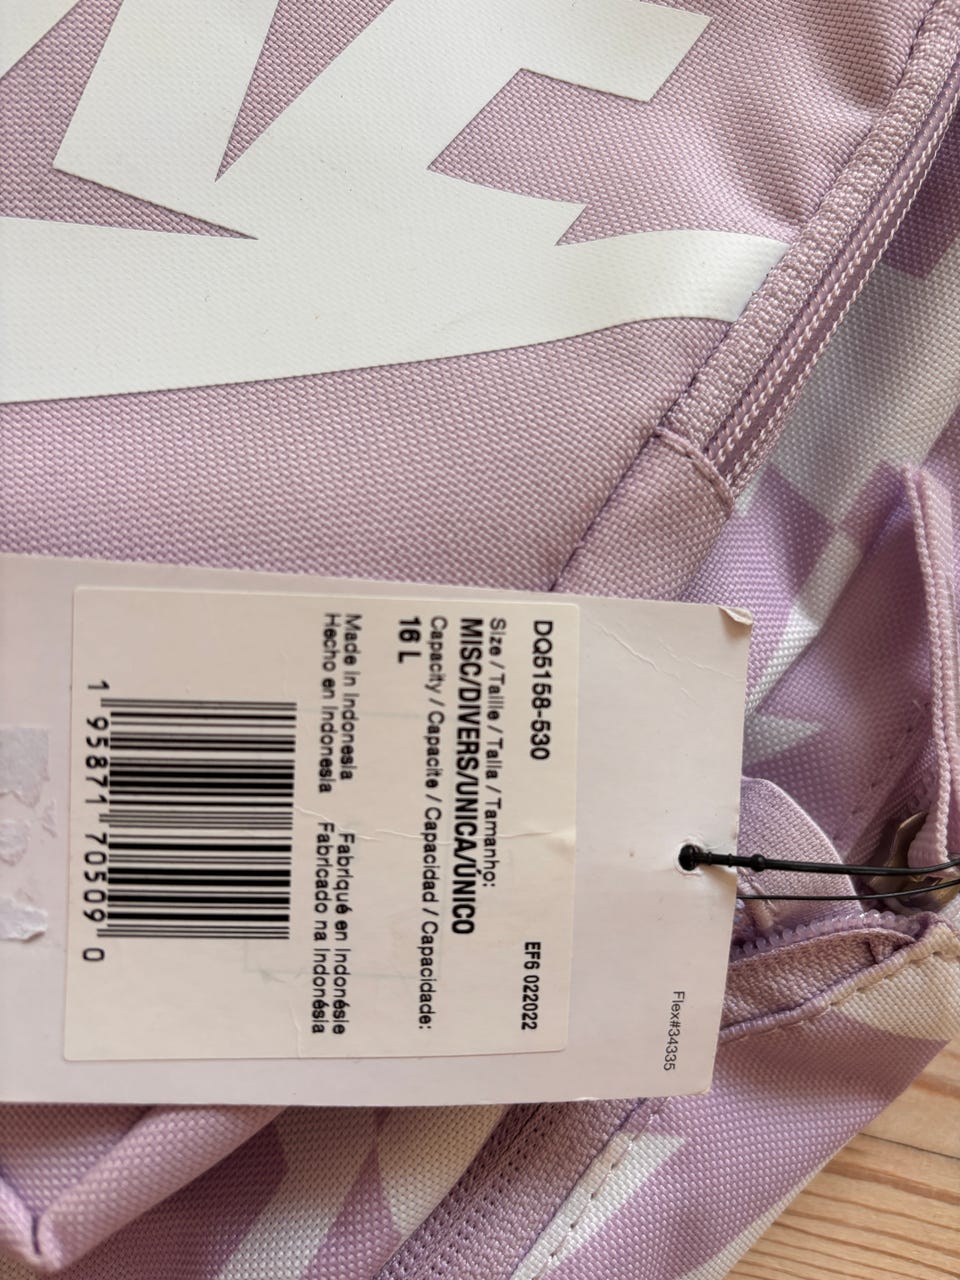 DQ5158-530
EF6 022022
Size / Taille / Talla / Tamanho:
MISC/DIVERS/UNICA/ÚNICO
Capacity / Capacite / Capacidad / Capacidade:
16 L
Made in Indonesia Fabriqué en Indonésie
Hecho en Indonesia Fabricado na Indonésia
1 95871 70509 0
Flex#34335